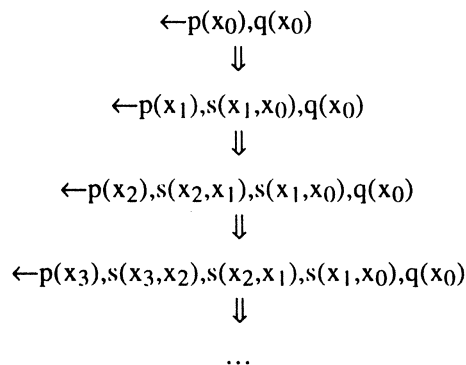 ←p(x₀),q(x₀)
⇓
←p(x₁),s(x₁,x₀),q(x₀)
⇓
←p(x₂),s(x₂,x₁),s(x₁,x₀),q(x₀)
⇓
←p(x₃),s(x₃,x₂),s(x₂,x₁),s(x₁,x₀),q(x₀)
⇓
...